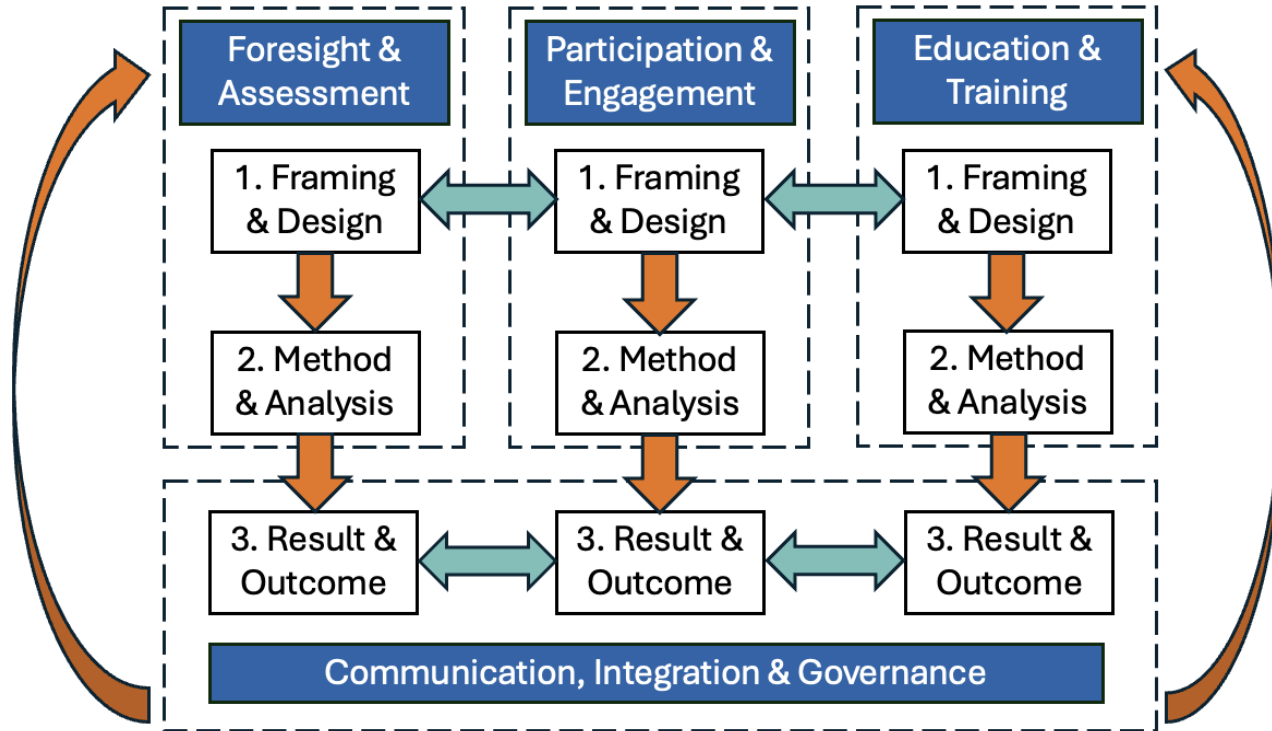 Foresight &
Assessment
Participation &
Engagement
Education &
Training
1. Framing
& Design
1. Framing
& Design
1. Framing
& Design
2. Method
& Analysis
2. Method
& Analysis
2. Method
& Analysis
3. Result &
Outcome
3. Result &
Outcome
3. Result &
Outcome
Communication, Integration & Governance